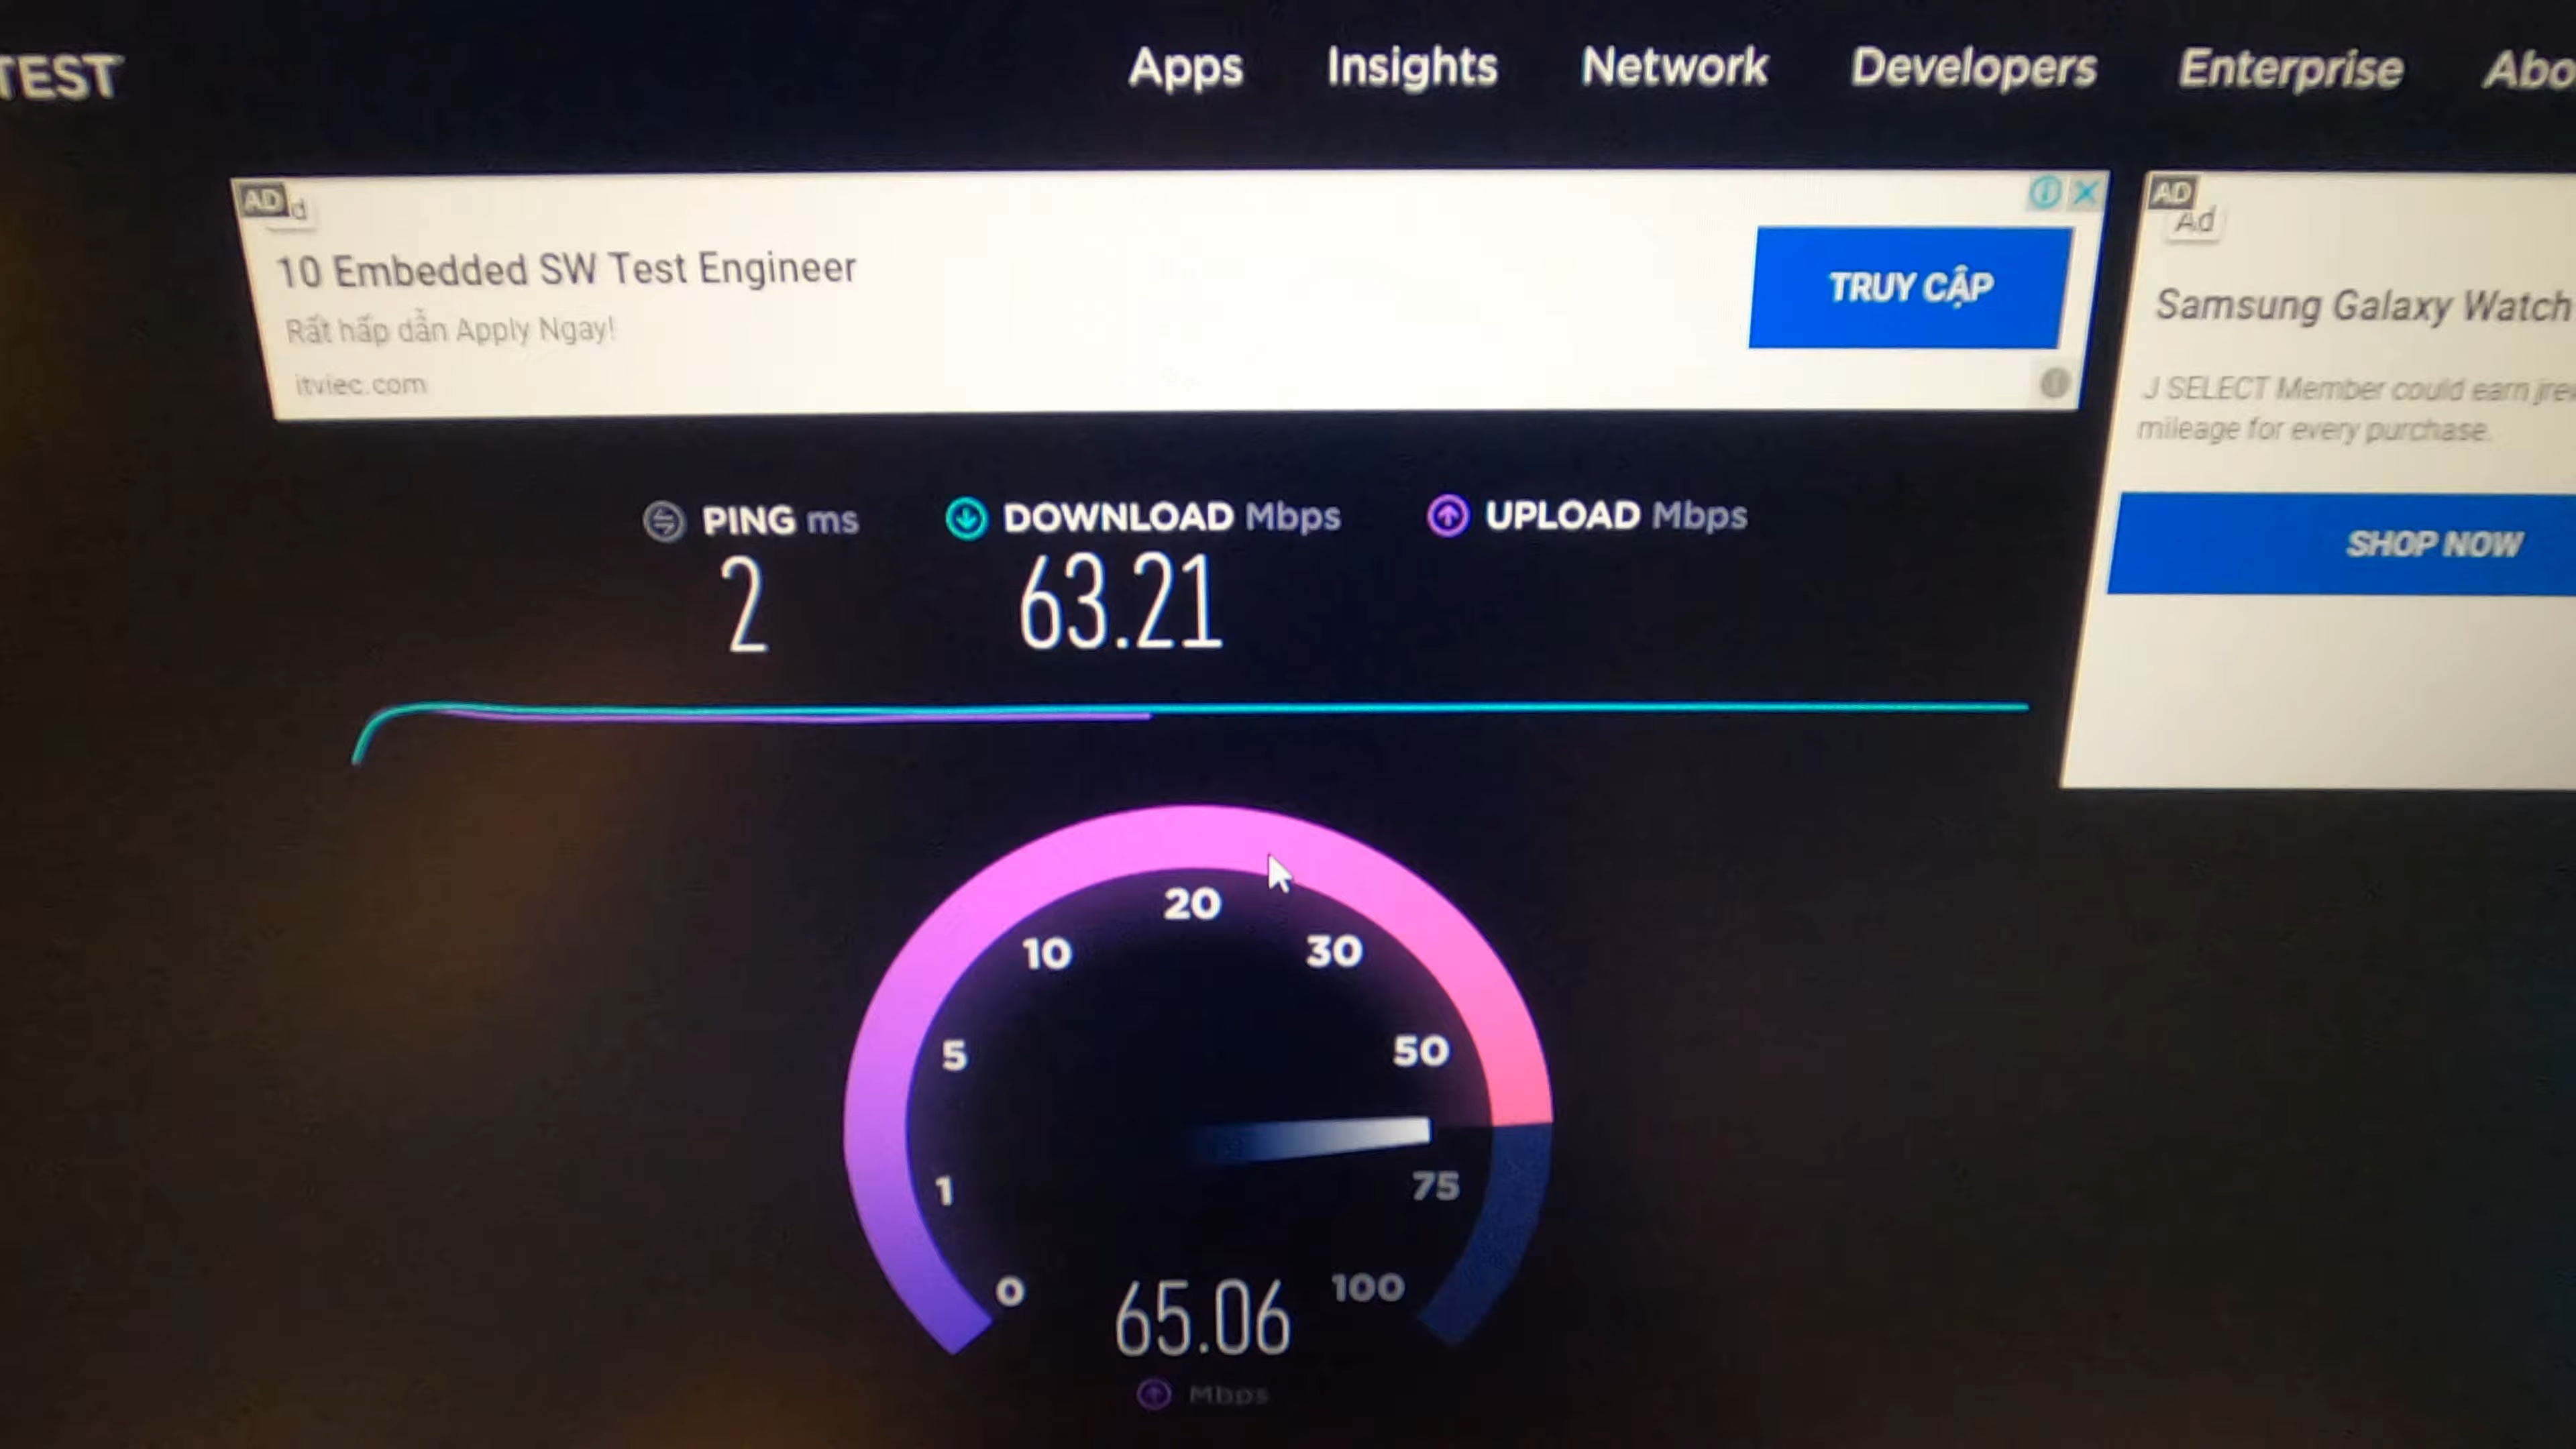 TEST
Apps Insights Network Developers Enterprise Abo
AD d
10 Embedded SW Test Engineer
Rất hấp dẫn Apply Ngay!
itviec.com
TRUY CẬP
AD
Ad
Samsung Galaxy Watch
J SELECT Member could earn jrew
mileage for every purchase.
SHOP NOW
PING ms DOWNLOAD Mbps UPLOAD Mbps
2 63.21
20
10 30
5 50
1 75
0 100
65.06
Mbps